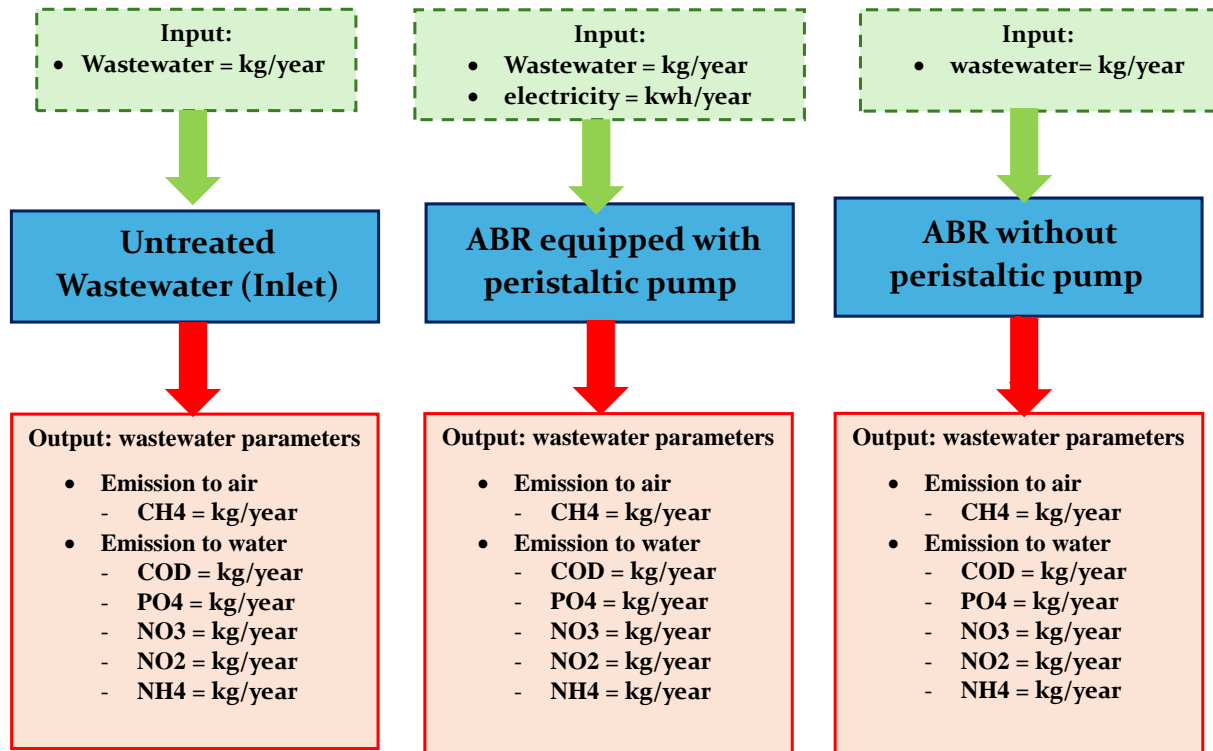 Input:
• Wastewater = kg/year
Untreated
Wastewater (Inlet)
Output: wastewater parameters
• Emission to air
- CH4 = kg/year
• Emission to water
- COD = kg/year
- PO4 = kg/year
- NO3 = kg/year
- NO2 = kg/year
- NH4 = kg/year
Input:
• Wastewater = kg/year
• electricity = kwh/year
ABR equipped with
peristaltic pump
Output: wastewater parameters
• Emission to air
- CH4 = kg/year
• Emission to water
- COD = kg/year
- PO4 = kg/year
- NO3 = kg/year
- NO2 = kg/year
- NH4 = kg/year
Input:
• wastewater= kg/year
ABR without
peristaltic pump
Output: wastewater parameters
• Emission to air
- CH4 = kg/year
• Emission to water
- COD = kg/year
- PO4 = kg/year
- NO3 = kg/year
- NO2 = kg/year
- NH4 = kg/year